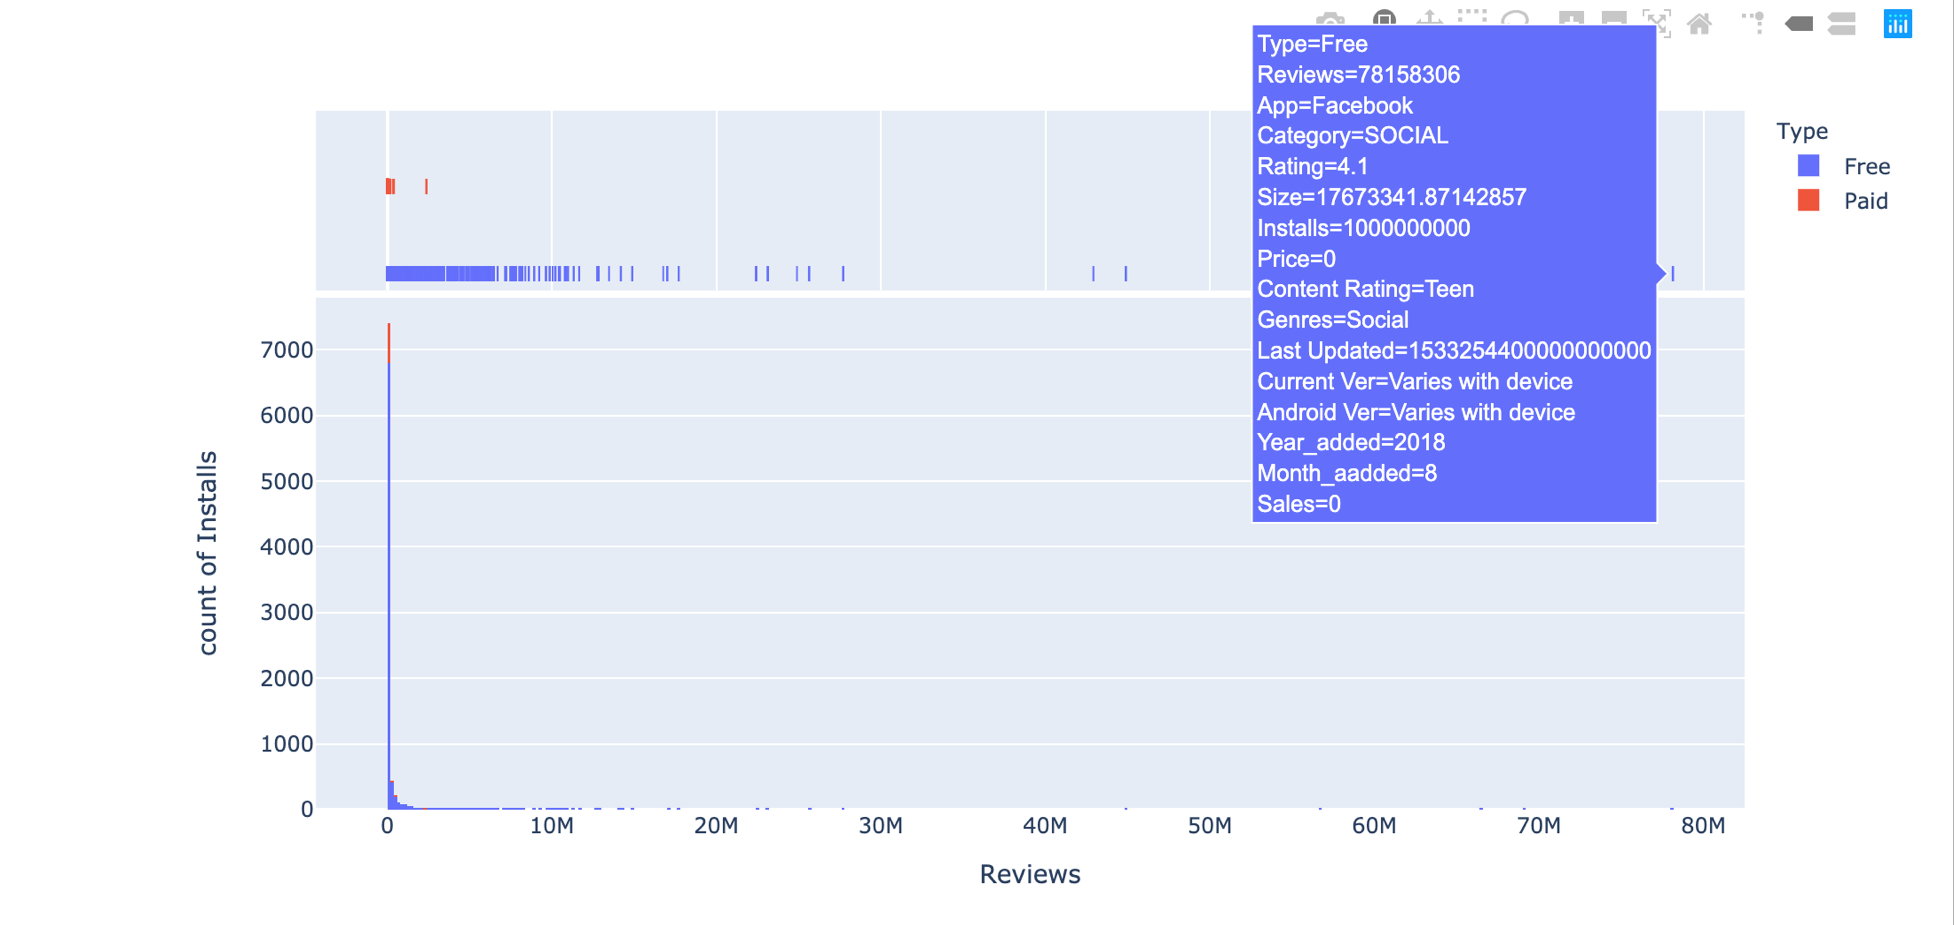 Type=Free
Reviews=78158306
App=Facebook
Category=SOCIAL
Rating=4.1
Size=17673341.87142857
Installs=1000000000
Price=0
Content Rating=Teen
Genres=Social
Last Updated=1533254400000000000
Current Ver=Varies with device
Android Ver=Varies with device
Year_added=2018
Month_aadded=8
Sales=0
Type
Free
Paid
count of Installs
7000
6000
5000
4000
3000
2000
1000
0
0 10M 20M 30M 40M 50M 60M 70M 80M
Reviews